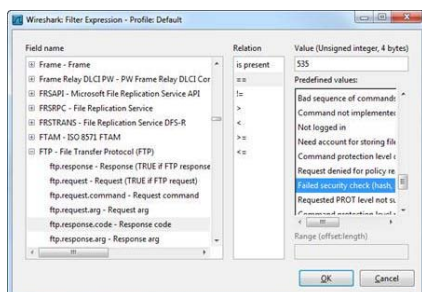 Wireshark: Filter Expression - Profile: Default
Field name
Frame - Frame
Frame Relay DLCI PW - PW Frame Relay DLCI Cor
FRSAPI - Microsoft File Replication Service API
FRSRPC - File Replication Service
FRSTRANS - File Replication Service DFS-R
FTAM - ISO 8571 FTAM
FTP - File Transfer Protocol (FTP)
ftp.response - Response (TRUE if FTP response
ftp.request - Request (TRUE if FTP request)
ftp.request.command - Request command
ftp.request.arg - Request arg
ftp.response.code - Response code
ftp.response.arg - Response arg
Relation
is present
==
!=
>
<
>=
<=
Value (Unsigned integer, 4 bytes)
535
Predefined values:
Bad sequence of commands
Command not implemente
Not logged in
Need account for storing file
Command protection level
Request denied for policy re
Failed security check (hash,
Requested PROT level not su
Command protection level
Range (offset:length)
OK
Cancel